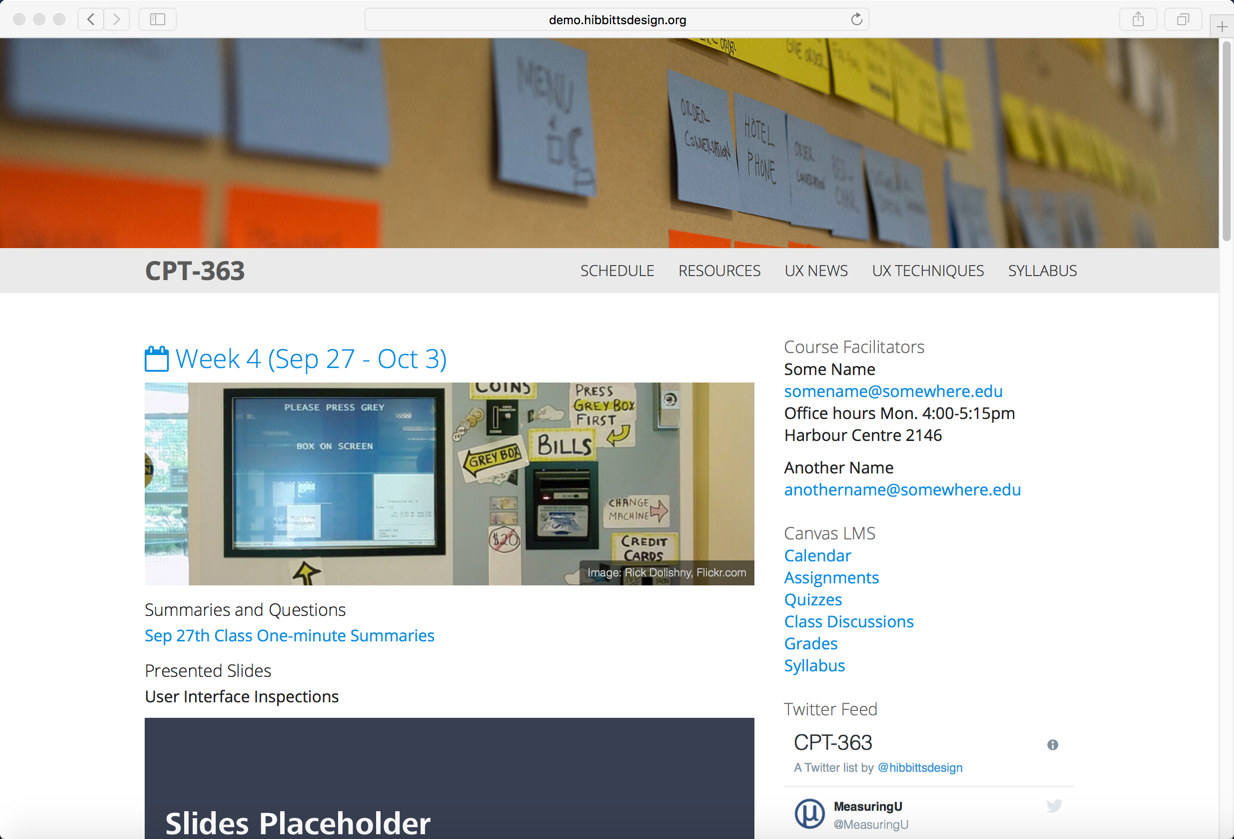 demo.hibbittsdesign.org
MENU
ORDER
CONVERSATION
HOTEL
PHONE
ORDER
CPT-363
SCHEDULE
RESOURCES
UX NEWS
UX TECHNIQUES
SYLLABUS
Week 4 (Sep 27 - Oct 3)
PLEASE PRESS GREY
BOX ON SCREEN
COINS
PRESS
GREY BOX
FIRST
BILLS
GREY BOX
CHANGE
MACHINE
$20
CREDIT
CARDS
Image: Rick Dolishny, Flickr.com
Summaries and Questions
Sep 27th Class One-minute Summaries
Presented Slides
User Interface Inspections
Slides Placeholder
Course Facilitators
Some Name
somename@somewhere.edu
Office hours Mon. 4:00-5:15pm
Harbour Centre 2146
Another Name
anothername@somewhere.edu
Canvas LMS
Calendar
Assignments
Quizzes
Class Discussions
Grades
Syllabus
Twitter Feed
CPT-363
A Twitter list by @hibbittsdesign
MeasuringU
@MeasuringU